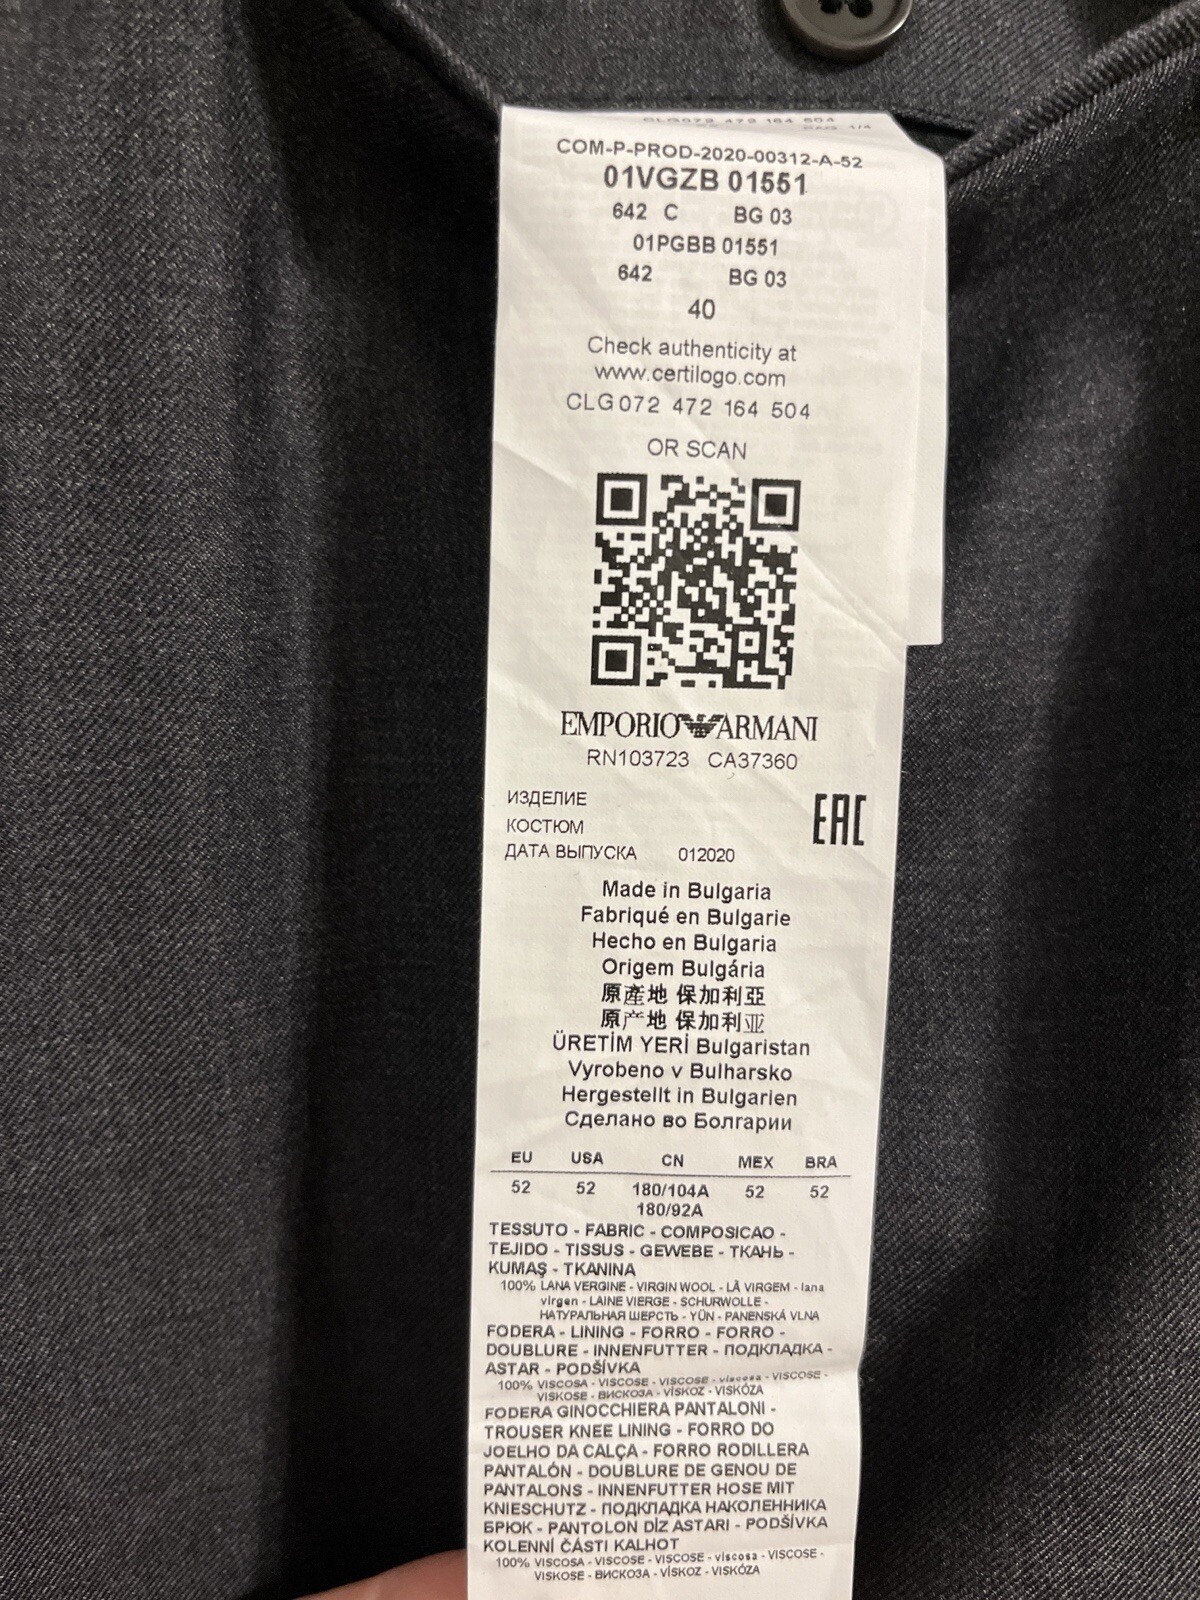 CLG072 472 164 504
PAG. 1/4
COM-P-PROD-2020-00312-A-52
01VGZB 01551
642 C BG 03
01PGBB 01551
642 BG 03
40
Check authenticity at
www.certilogo.com
CLG072 472 164 504
OR SCAN
EMPORIO ARMANI
RN103723 CA37360
ИЗДЕЛИЕ
КОСТЮМ
ДАТА ВЫПУСКА 012020
EAC
Made in Bulgaria
Fabriqué en Bulgarie
Hecho en Bulgaria
Origem Bulgária
原產地 保加利亞
原产地 保加利亚
ÜRETİM YERİ Bulgaristan
Vyrobeno v Bulharsko
Hergestellt in Bulgarien
Сделано во Болгарии
EU USA CN MEX BRA
52 52 180/104A 52 52
180/92A
TESSUTO - FABRIC - COMPOSICAO -
TEJIDO - TISSUS - GEWEBE - ТКАНЬ -
KUMAŞ - TKANINA
100% LANA VERGINE - VIRGIN WOOL - LÃ VIRGEM - lana
virgen - LAINE VIERGE - SCHURWOLLE -
НАТУРАЛЬНАЯ ШЕРСТЬ - YÜN - PANENSKÁ VLNA
FODERA - LINING - FORRO - FORRO -
DOUBLURE - INNENFUTTER - ПОДКЛАДКА -
ASTAR - PODŠÍVKA
100% VISCOSA - VISCOSE - VISCOSE - viscosa - VISCOSE -
VISKOSE - ВИСКОЗА - VİSKOZ - VISKÓZA
FODERA GINOCCHIERA PANTALONI -
TROUSER KNEE LINING - FORRO DO
JOELHO DA CALÇA - FORRO RODILLERA
PANTALÓN - DOUBLURE DE GENOU DE
PANTALONS - INNENFUTTER HOSE MIT
KNIESCHUTZ - ПОДКЛАДКА НАКОЛЕННИКА
БРЮК - PANTOLON DİZ ASTARI - PODŠÍVKA
KOLENNÍ ČÁSTI KALHOT
100% VISCOSA - VISCOSE - VISCOSE - viscosa - VISCOSE -
VISKOSE - ВИСКОЗА - VİSKOZ - VISKÓZA